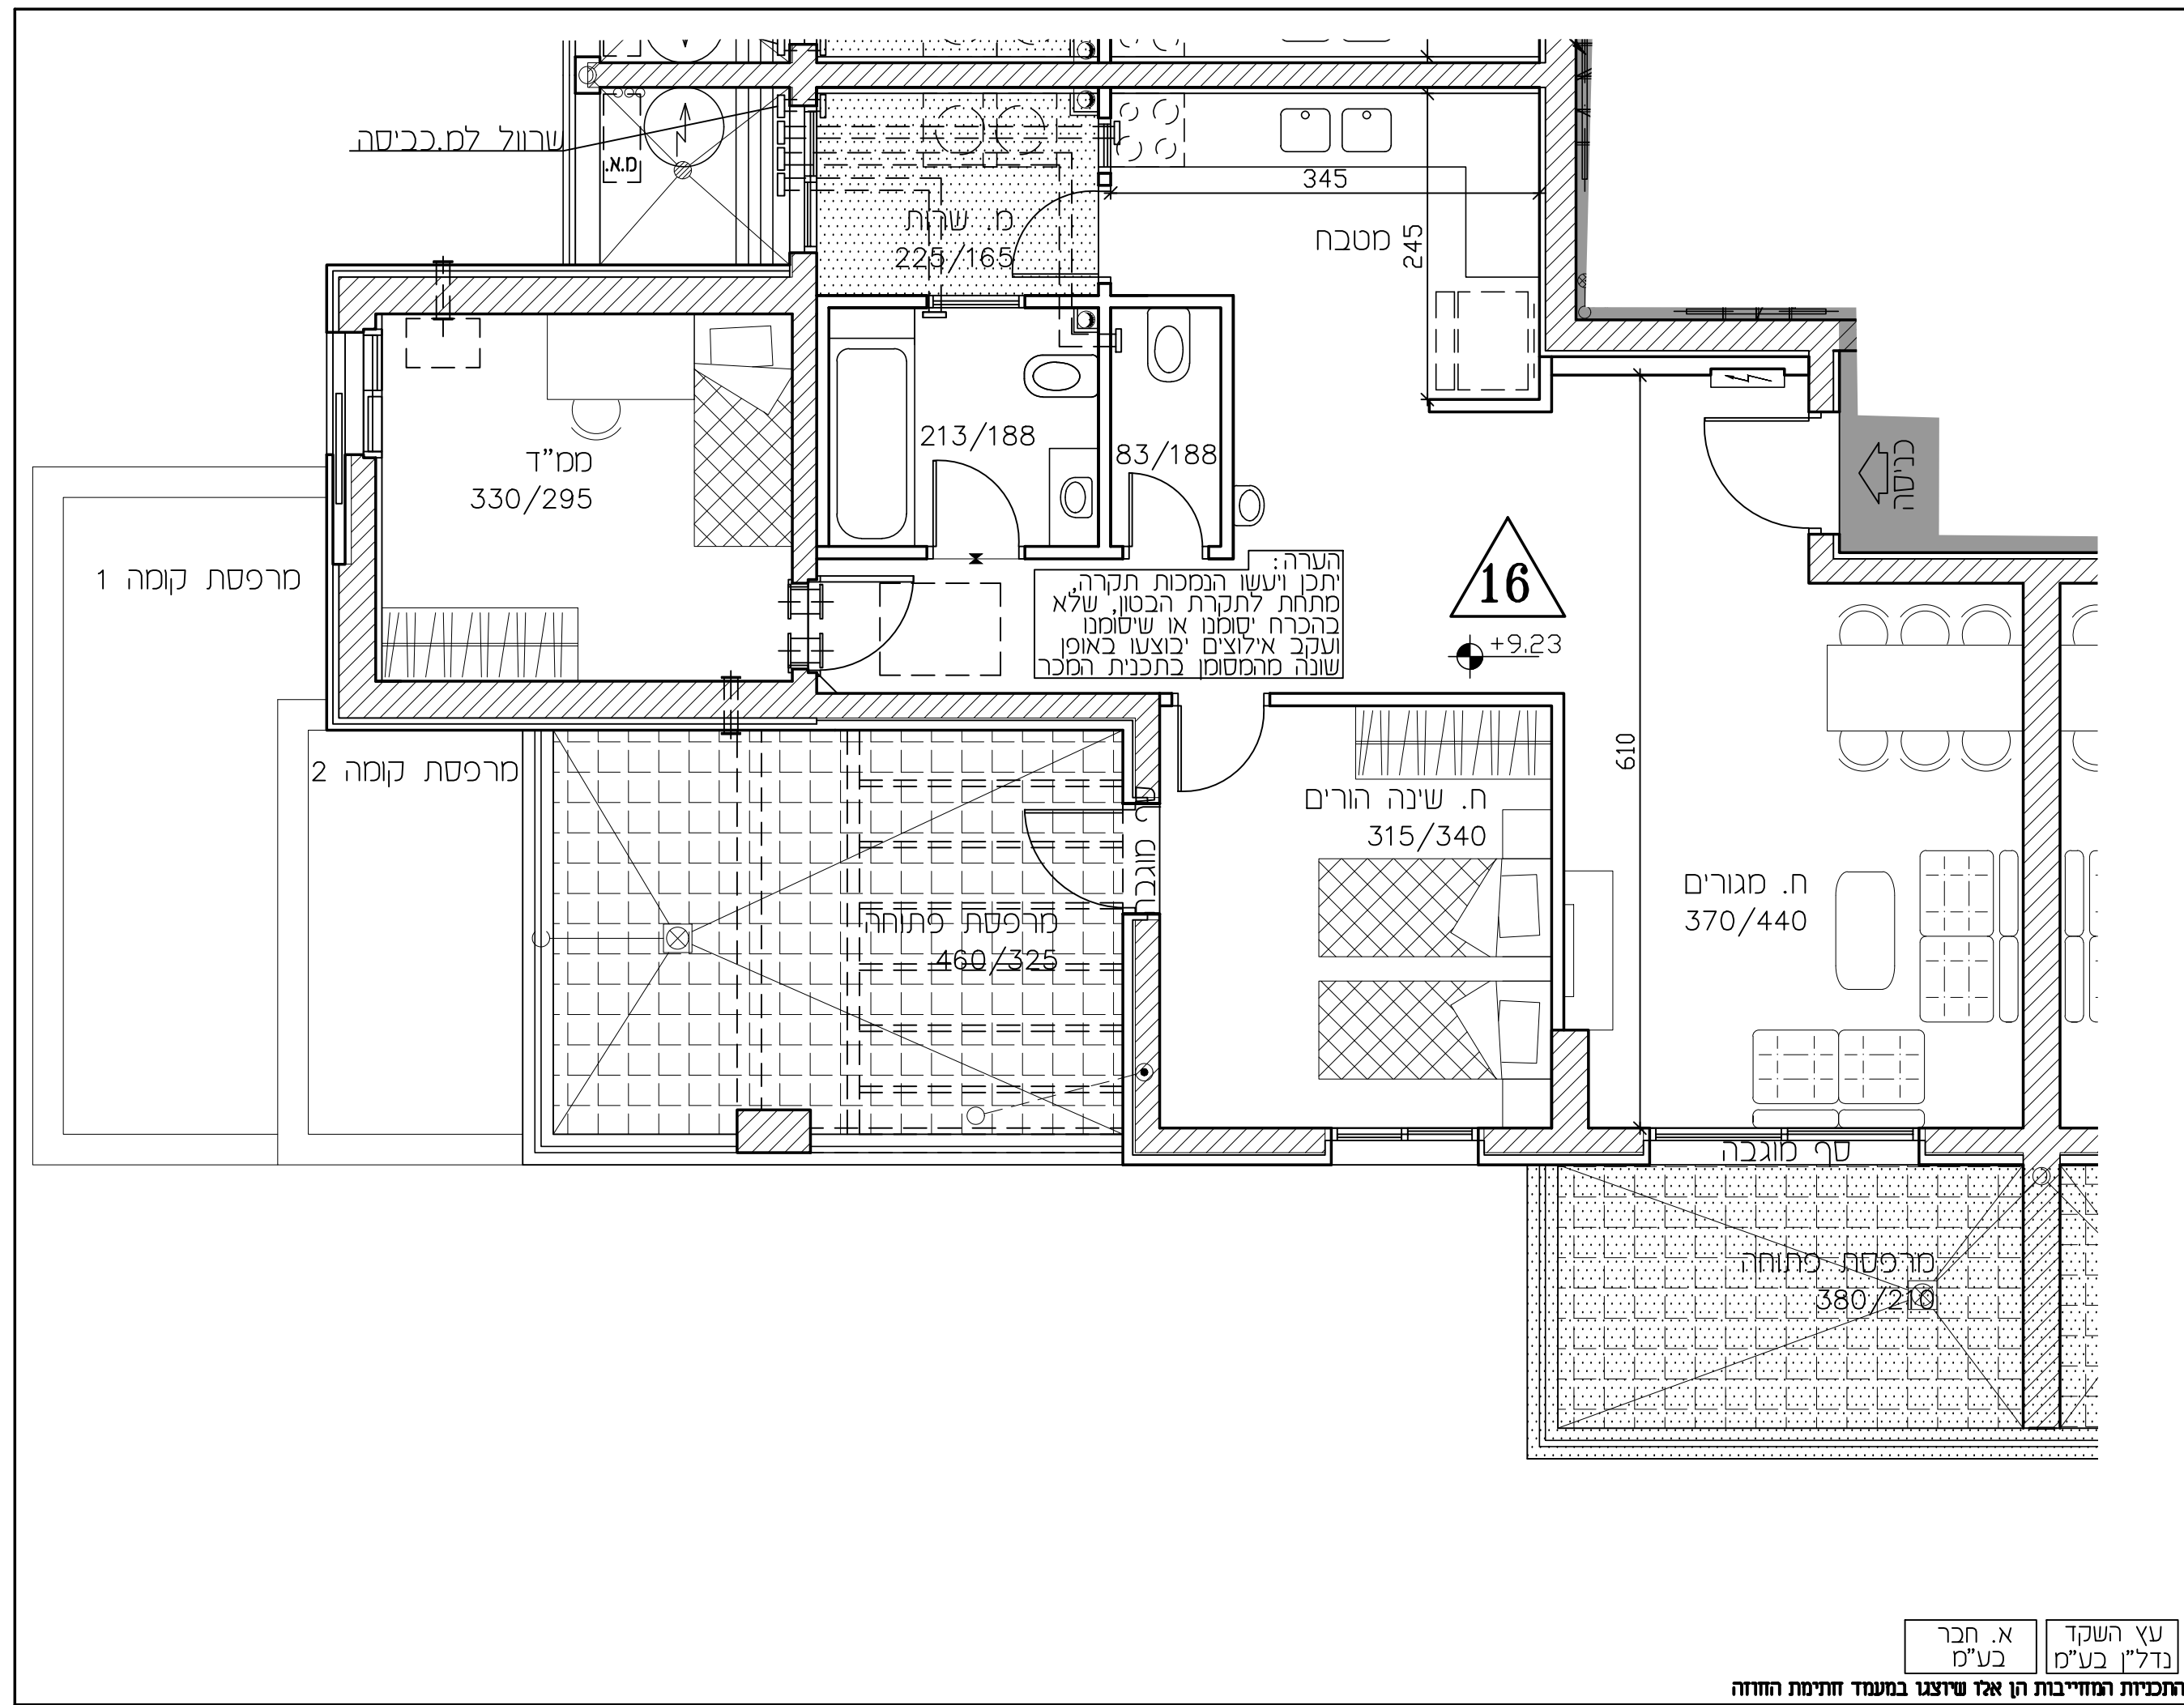 שרוול למ.כביסה
מ.א.
מ. שרות
225/165
345
245
מטבח
213/188
83/188
ממ"ד
330/295
כניסה
מרפסת קומה 1
הערה:
יתכן ויעשו הנמכות תקרה,
מתחת לתקרת הבטון, שלא
בהכרח יסומנו או שיסומנו
ועקב אילוצים יבוצעו באופן
שונה מהמסומן בתכנית המכר
16
+9.23
610
מרפסת קומה 2
ח. שינה הורים
315/340
מוגבה
ח. מגורים
370/440
מרפסת פתוחה
460/325
סף מוגבה
מרפסת פתוחה
380/210
עץ השקד
נדל"ן בע"מ
א. חבר
בע"מ
התכניות המחייבות הן אלו שיוצגו במעמד חתימת החוזה